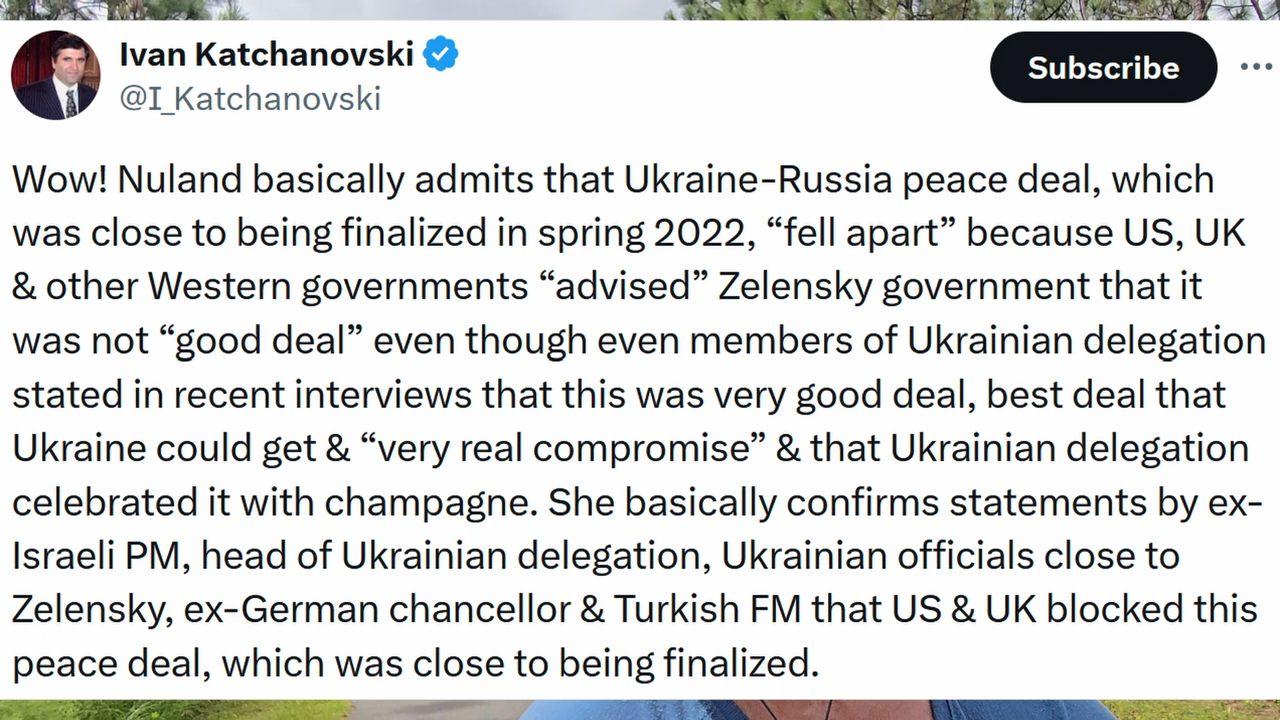 Ivan Katchanovski
@I_Katchanovski
Subscribe
Wow! Nuland basically admits that Ukraine-Russia peace deal, which
was close to being finalized in spring 2022, “fell apart” because US, UK
& other Western governments “advised” Zelensky government that it
was not “good deal” even though even members of Ukrainian delegation
stated in recent interviews that this was very good deal, best deal that
Ukraine could get & “very real compromise” & that Ukrainian delegation
celebrated it with champagne. She basically confirms statements by ex-
Israeli PM, head of Ukrainian delegation, Ukrainian officials close to
Zelensky, ex-German chancellor & Turkish FM that US & UK blocked this
peace deal, which was close to being finalized.